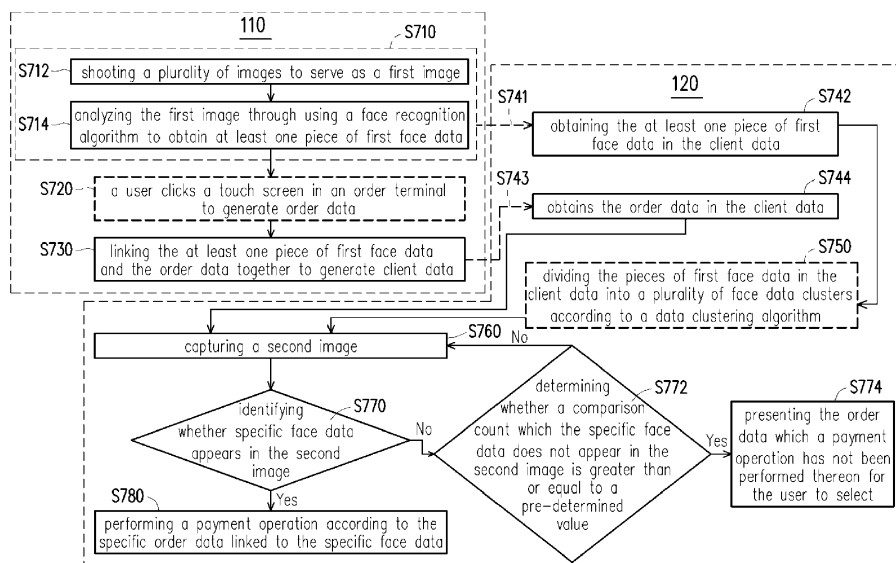 110
S710
S712
shooting a plurality of images to serve as a first image
S714
analyzing the first image through using a face recognition
algorithm to obtain at least one piece of first face data
S720
a user clicks a touch screen in an order terminal
to generate order data
S730
linking the at least one piece of first face data
and the order data together to generate client data
120
S741
S742
obtaining the at least one piece of first
face data in the client data
S743
S744
obtains the order data in the client data
S750
dividing the pieces of first face data in the
client data into a plurality of face data clusters
according to a data clustering algorithm
S760
capturing a second image
No
S770
identifying
whether specific face data
appears in the second
image
No
Yes
S772
determining
whether a comparison
count which the specific face
data does not appear in the
second image is greater than
or equal to a
pre-determined value
Yes
S774
presenting the order
data which a payment
operation has not been
performed thereon for
the user to select
S780
performing a payment operation according to the
specific order data linked to the specific face data